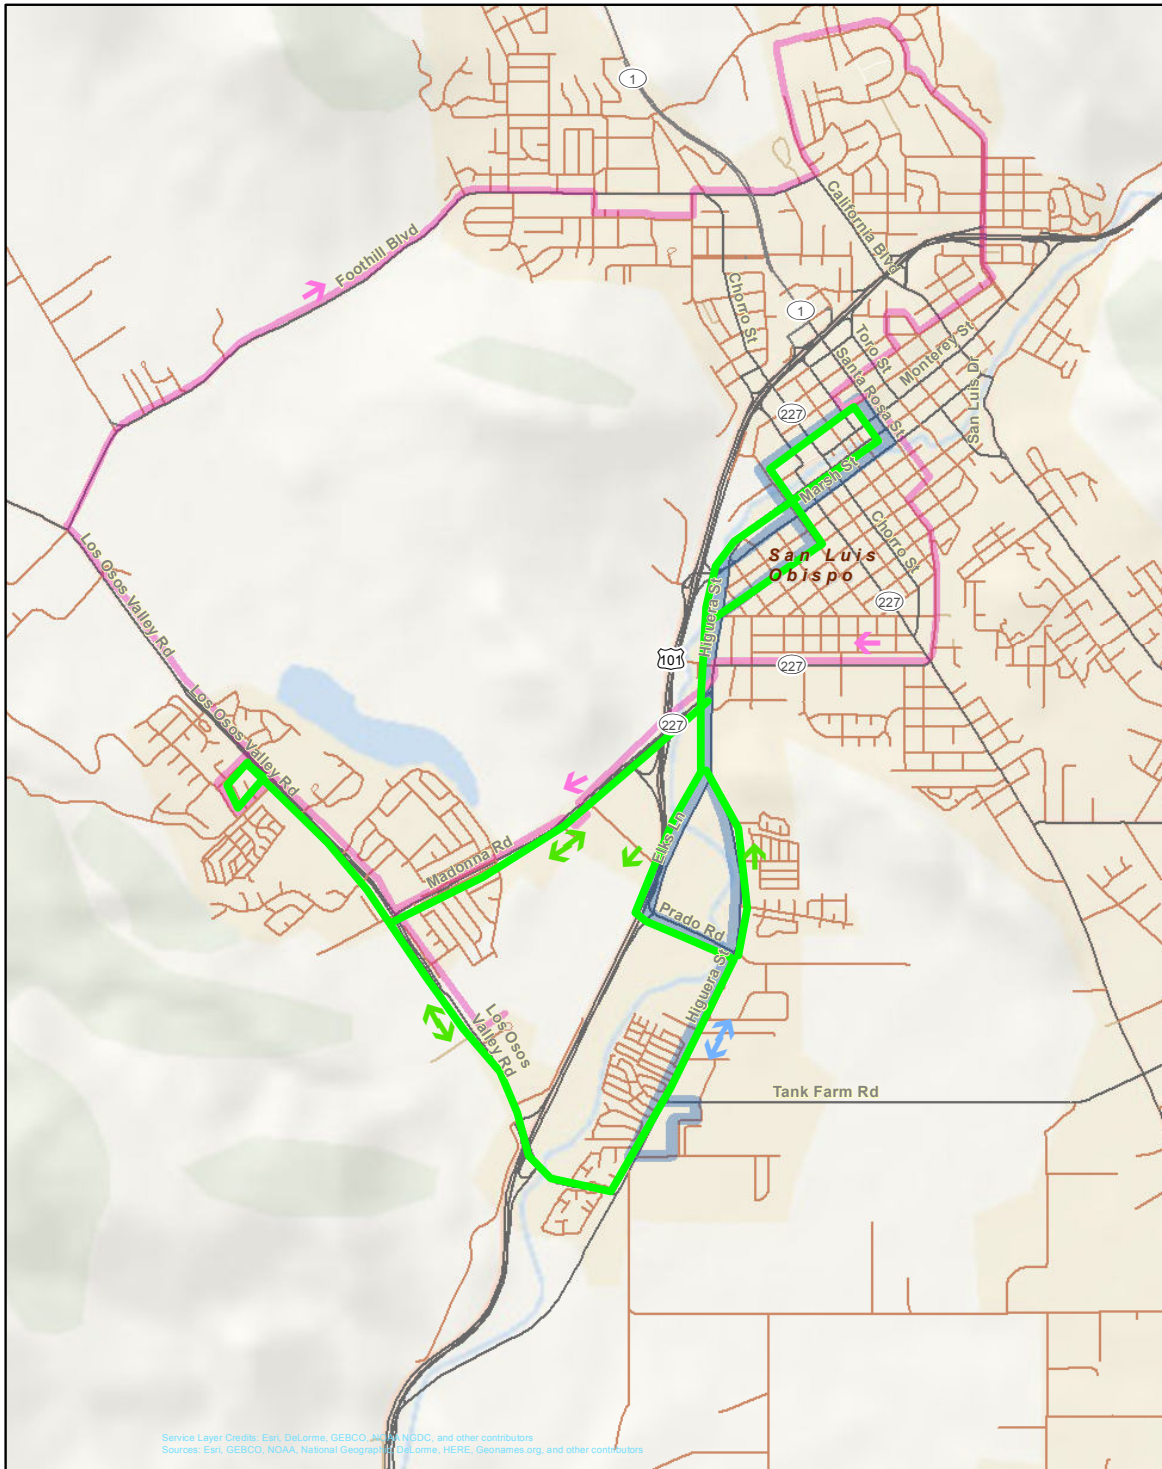 1
California Blvd
Foothill Blvd
Chorro St
1
Toro St
Monterey St
Santa Rosa St
San Luis Dr
227
Marsh St
Chorro St
San Luis
Obispo
Los Osos Valley Rd
227
Higuera St
101
227
227
Los Osos Valley Rd
Elks Ln
Madonna Rd
Prado Rd
Higuera St
Los Osos
Valley Rd
Tank Farm Rd
Service Layer Credits: Esri, DeLorme, GEBCO, NOAA NGDC, and other contributors
Sources: Esri, GEBCO, NOAA, National Geographic, DeLorme, HERE, Geonames.org, and other contributors